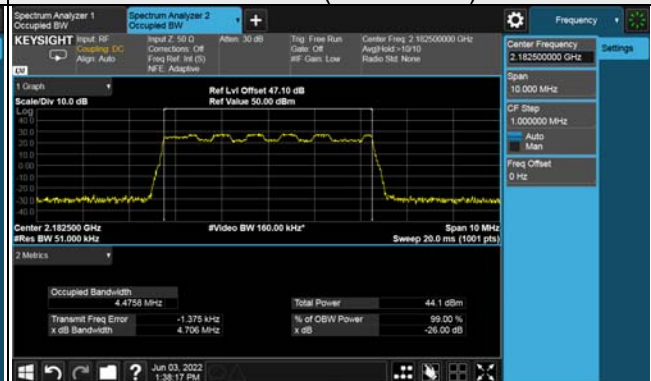 Spectrum Analyzer 1
Occupied BW
Spectrum Analyzer 2
Occupied BW
+
Frequency
KEYSIGHT
Input: RF
Coupling: DC
Align: Auto
Input Z: 50 Ω
Corrections: Off
Freq Ref: Int (S)
NFE: Adaptive
Atten: 30 dB
Trig: Free Run
Gate: Off
#IF Gain: Low
Center Freq: 2.182500000 GHz
Avg|Hold:>10/10
Radio Std: None
LXI
Center Frequency
2.182500000 GHz
Settings
Span
10.000 MHz
CF Step
1.000000 MHz
Auto
Man
Freq Offset
0 Hz
1 Graph
Scale/Div 10.0 dB
Ref Lvl Offset 47.10 dB
Ref Value 50.00 dBm
Log
40.0
30.0
20.0
10.0
0.00
-10.0
-20.0
-30.0
-40.0
Center 2.182500 GHz
#Res BW 51.000 kHz
#Video BW 160.00 kHz*
Span 10 MHz
Sweep 20.0 ms (1001 pts)
2 Metrics
Occupied Bandwidth
4.4758 MHz
Total Power
44.1 dBm
Transmit Freq Error
-1.375 kHz
% of OBW Power
99.00 %
x dB Bandwidth
4.706 MHz
x dB
-26.00 dB
?
Jun 03, 2022
1:38:17 PM